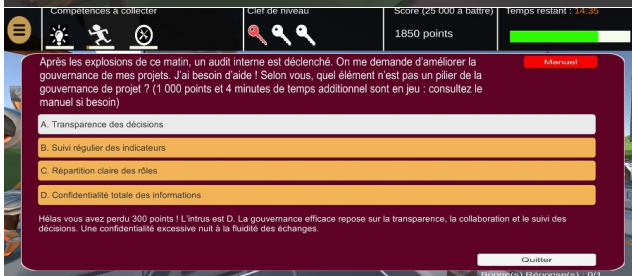 Compétences à collecter
Clef de niveau
Score (25 000 à battre)
Temps restant : 14:35
1850 points
Après les explosions de ce matin, un audit interne est déclenché. On me demande d'améliorer la
gouvernance de mes projets. J'ai besoin d'aide ! Selon vous, quel élément n'est pas un pilier de la
gouvernance de projet ? (1 000 points et 4 minutes de temps additionnel sont en jeu : consultez le
manuel si besoin)
Manuel
A. Transparence des décisions
B. Suivi régulier des indicateurs
C. Répartition claire des rôles
D. Confidentialité totale des informations
Hélas vous avez perdu 300 points ! L'intrus est D. La gouvernance efficace repose sur la transparence, la collaboration et le suivi des
décisions. Une confidentialité excessive nuit à la fluidité des échanges.
Quitter
Bonne(s) Réponse(s) : 0/1